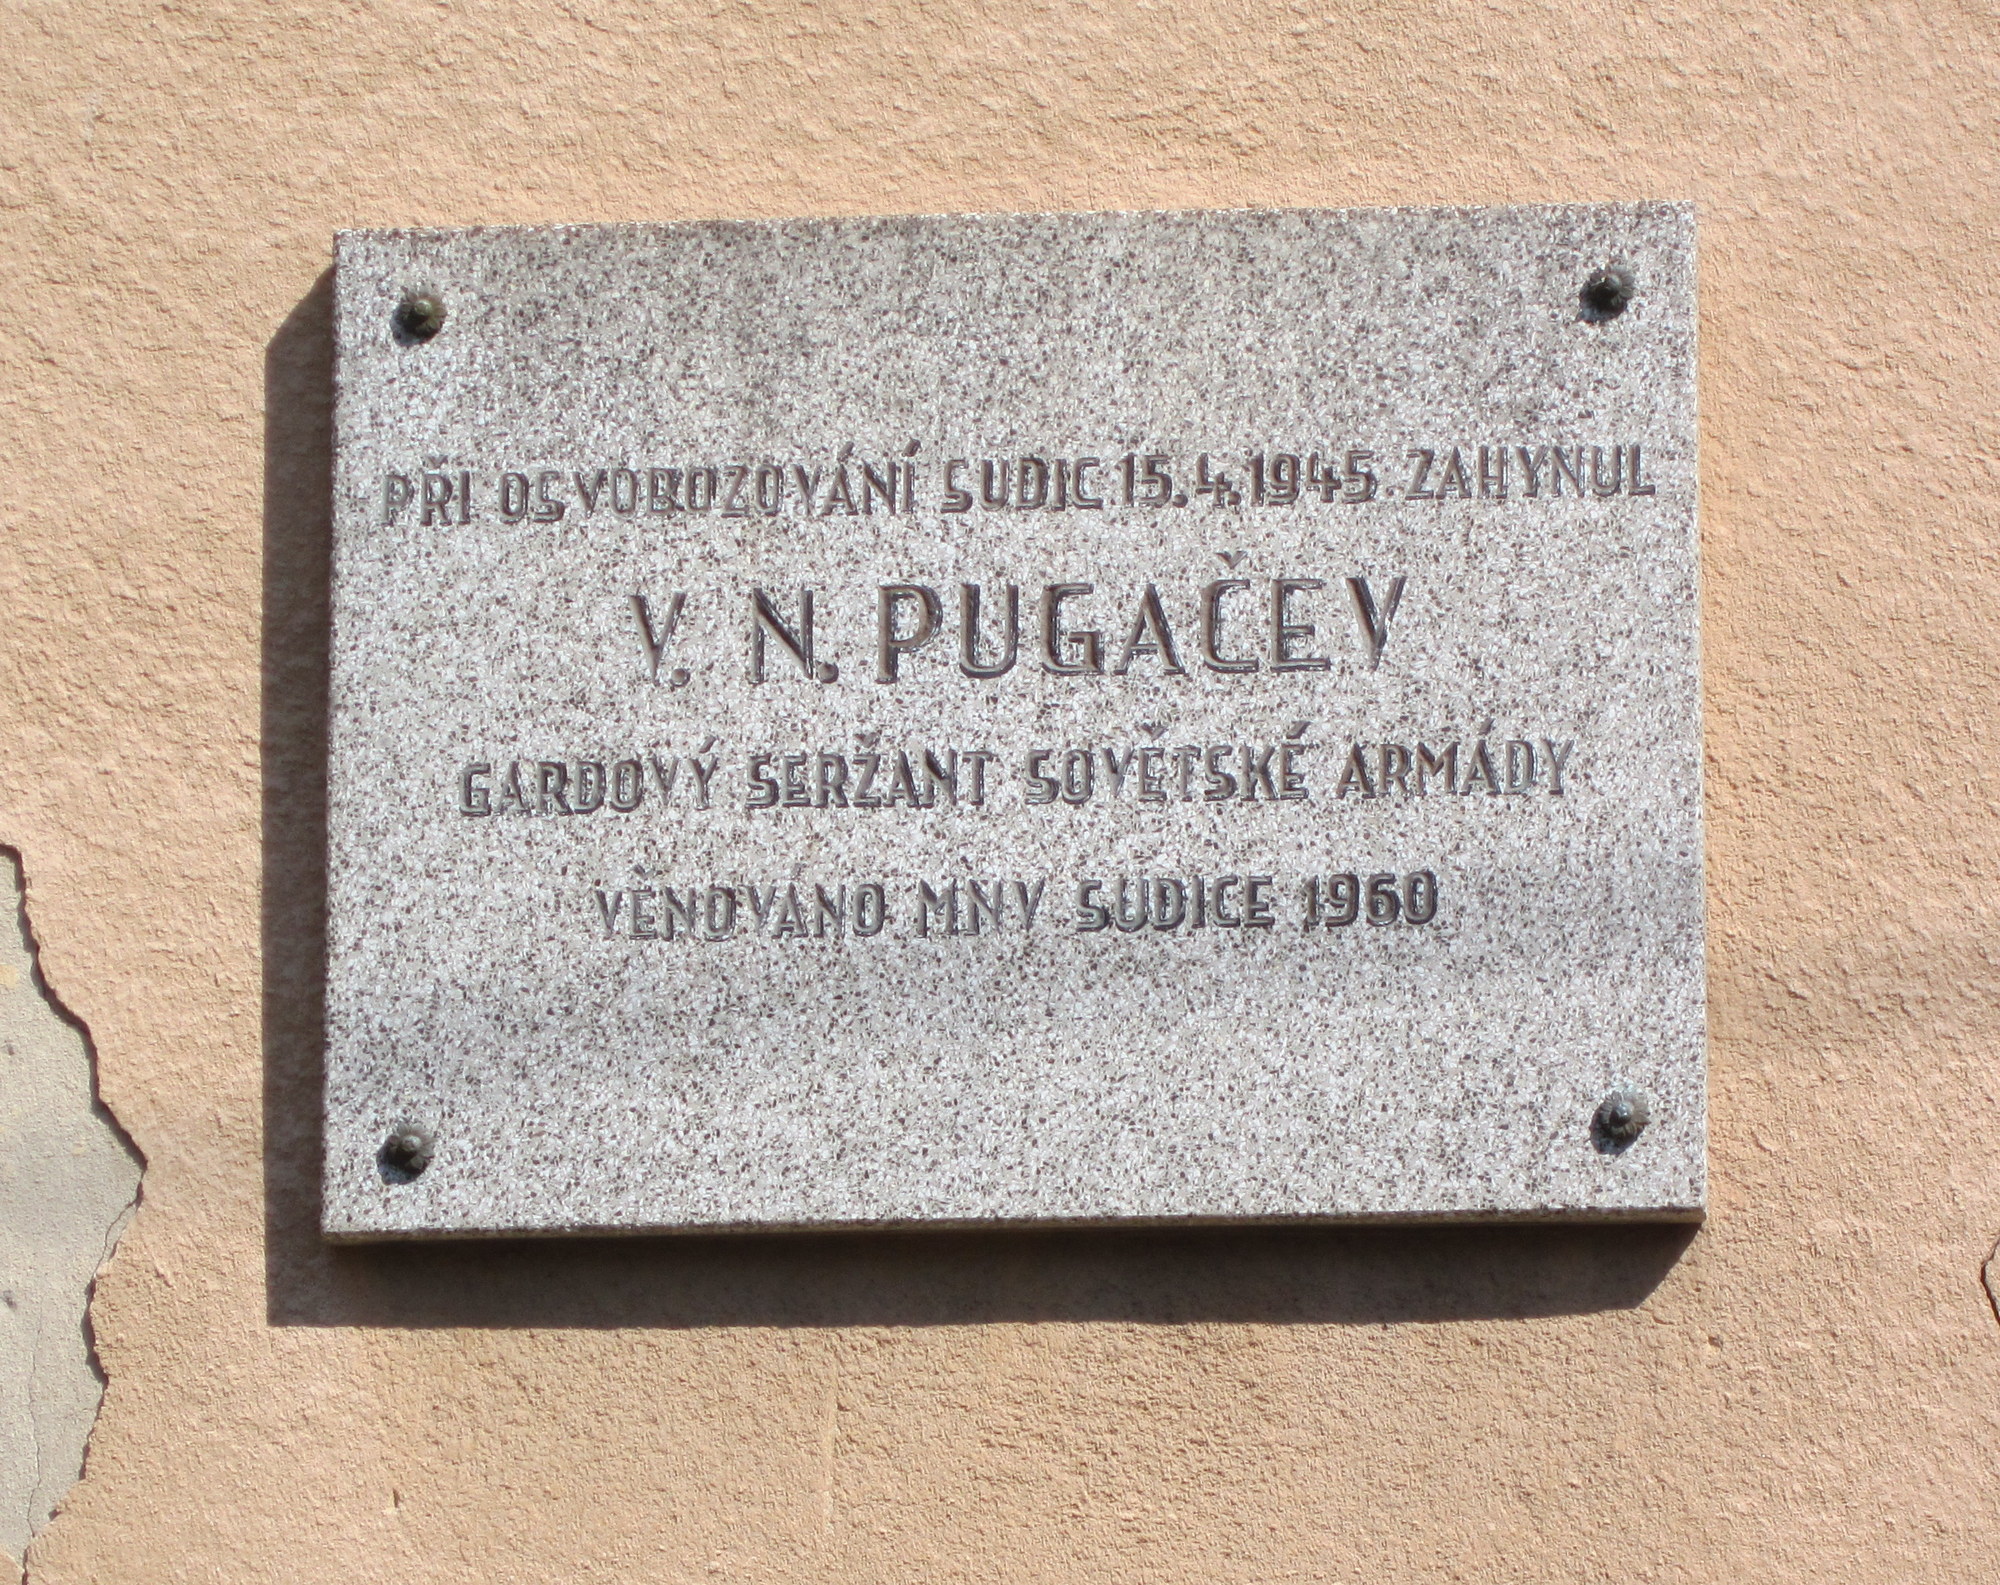 PŘI OSVOBOZOVÁNÍ SUDIC 15.4.1945 ZAHYNUL
V. N. PUGAČEV
GARDOVÝ SERŽANT SOVĚTSKÉ ARMÁDY
VĚNOVÁNO MNV SUDICE 1960